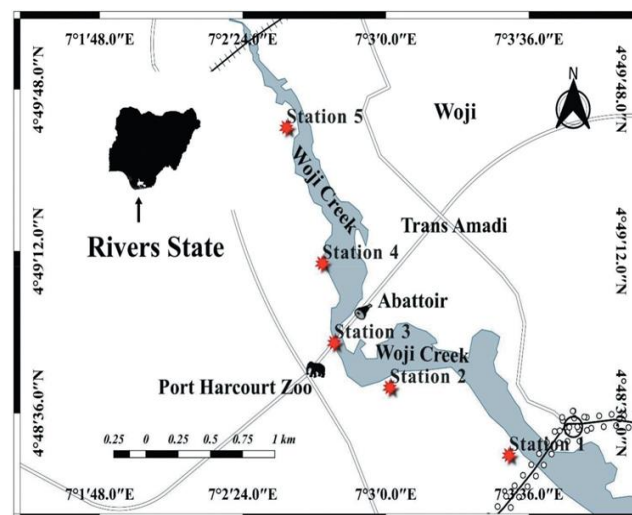 7°1'48.0"E 7°2'24.0"E 7°3'0.0"E 7°3'36.0"E
4°49'48.0"N
4°49'48.0"N
N
Woji
Station 5
Woji Creek
Trans Amadi
Rivers State
Station 4
4°49'12.0"N
4°49'12.0"N
Abattoir
Station 3
Woji Creek
Station 2
Port Harcourt Zoo
4°48'36.0"N
4°48'36.0"N
0.25 0 0.25 0.5 0.75 1 km
Station 1
7°1'48.0"E 7°2'24.0"E 7°3'0.0"E 7°3'36.0"E